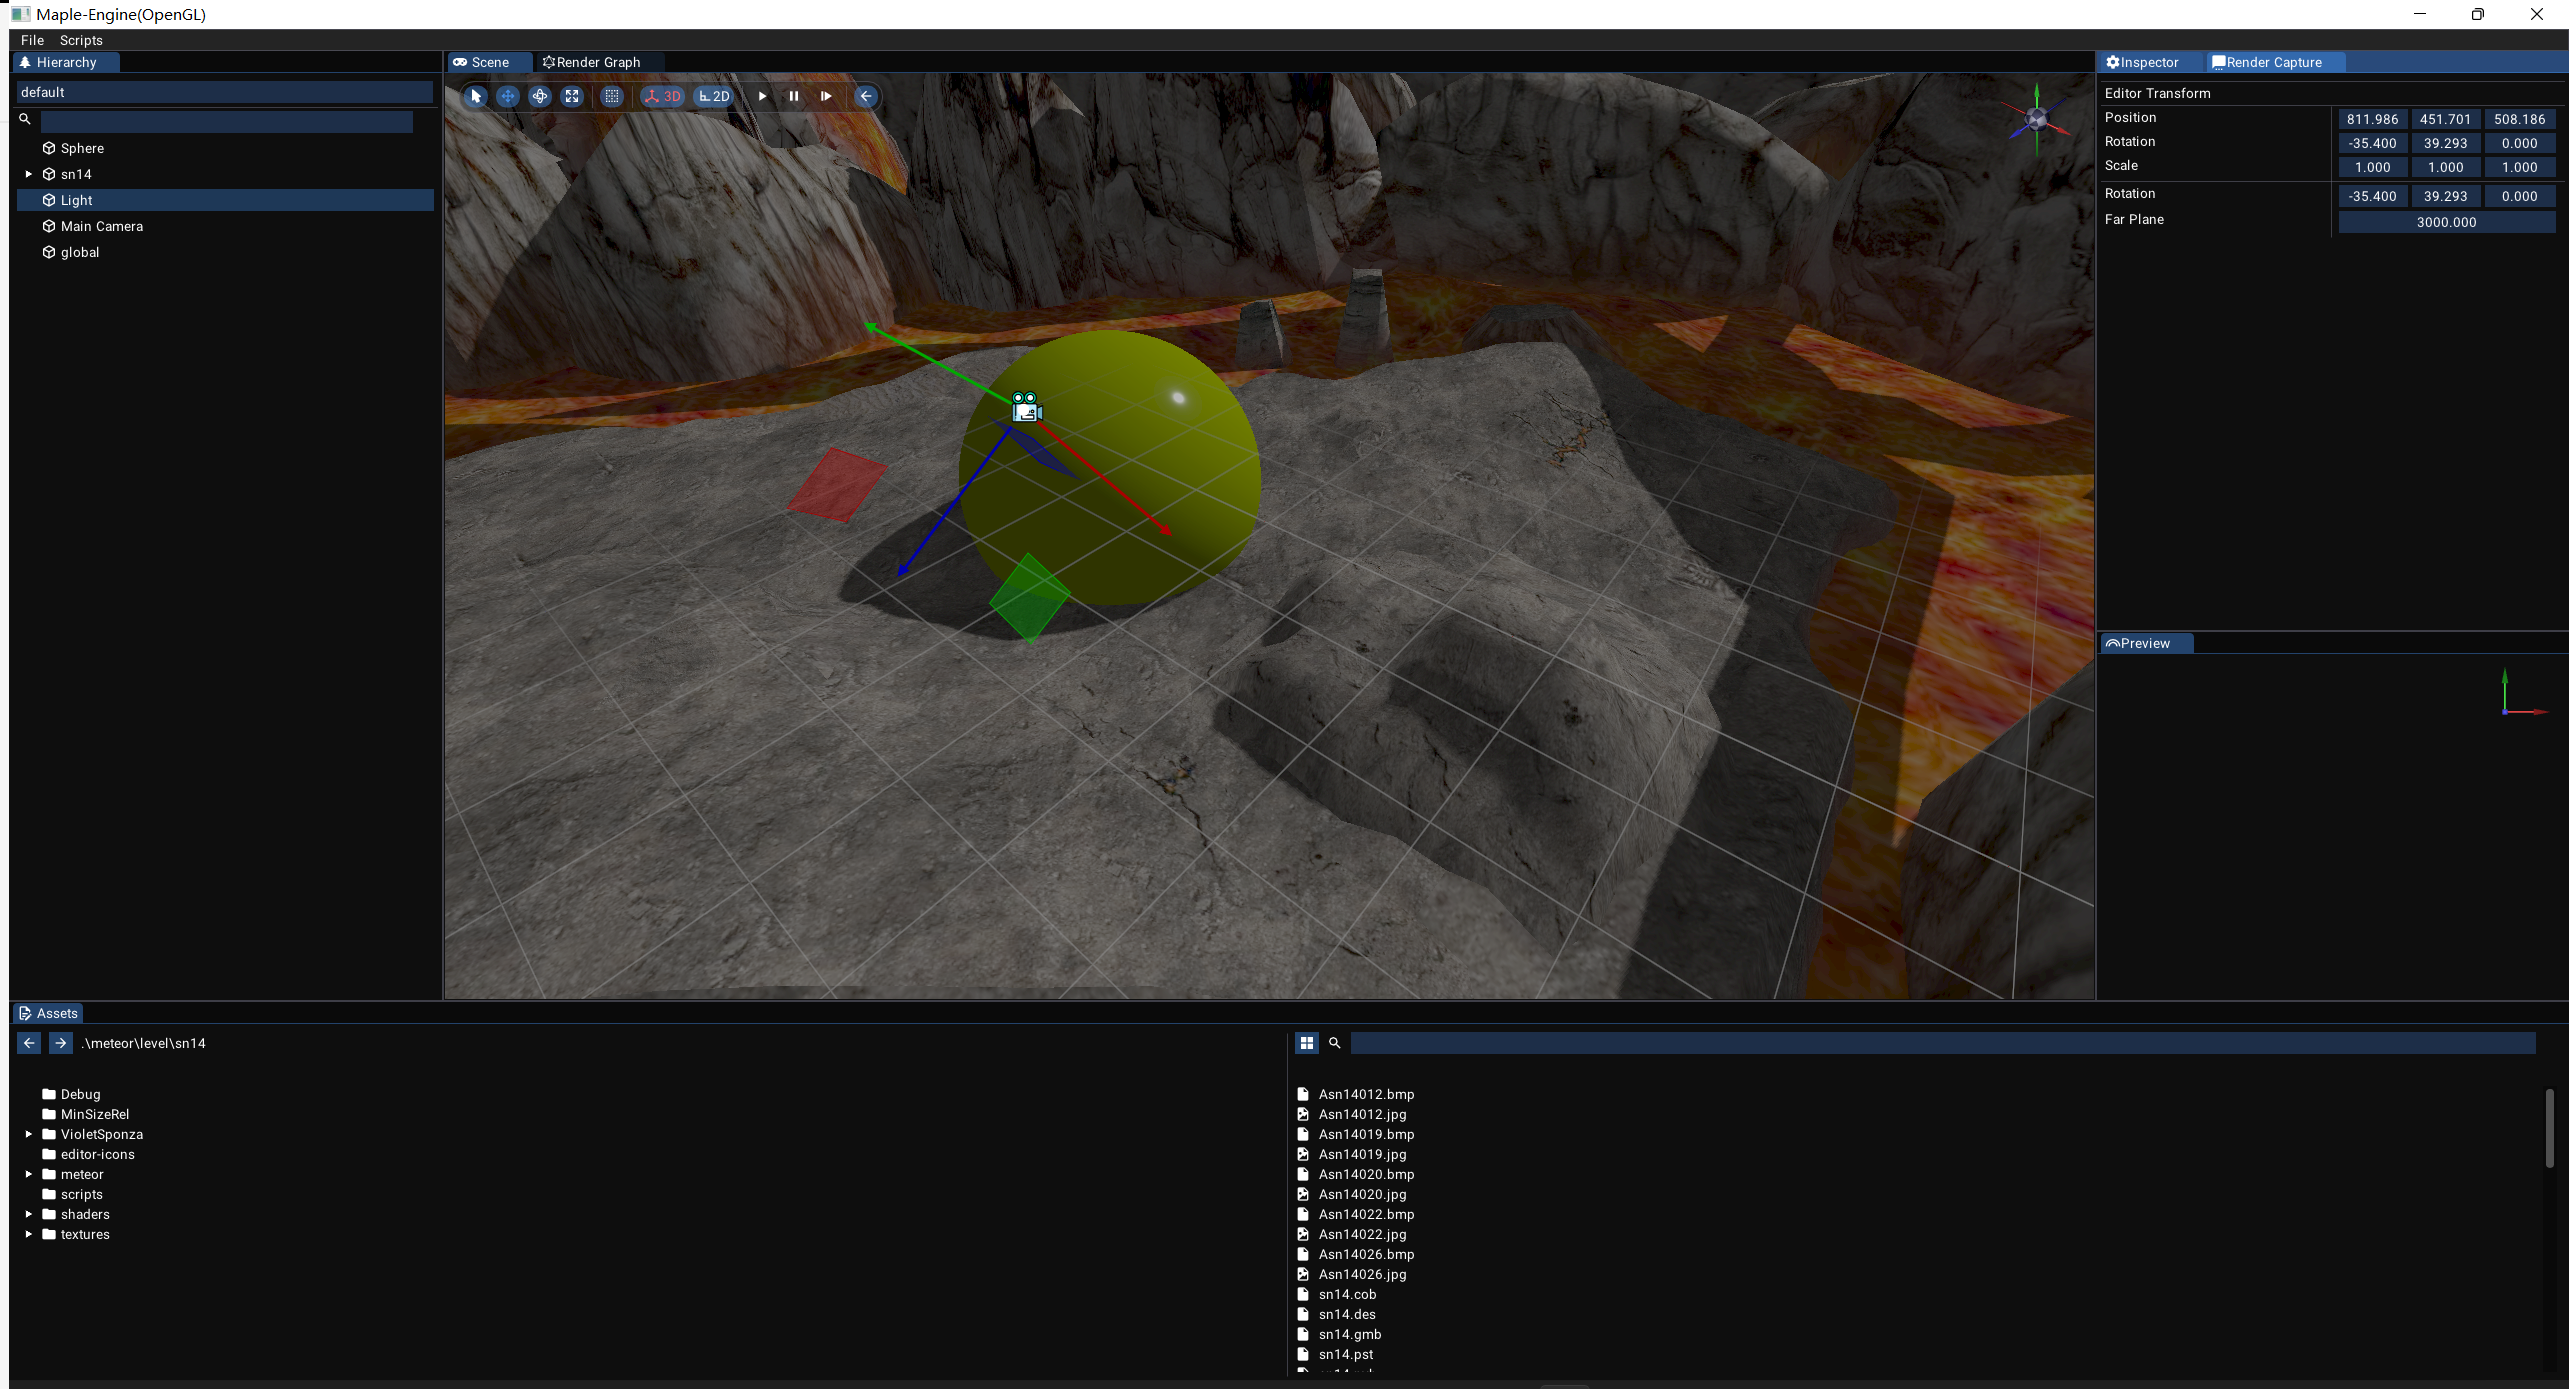 Maple-Engine(OpenGL)
File Scripts
Hierarchy
default
Sphere
sn14
Light
Main Camera
global
Scene Render Graph
3D 2D
Inspector Render Capture
Editor Transform
Position 811.986 451.701 508.186
Rotation -35.400 39.293 0.000
Scale 1.000 1.000 1.000
Rotation -35.400 39.293 0.000
Far Plane 3000.000
Preview
Assets
.\meteor\level\sn14
Debug
MinSizeRel
VioletSponza
editor-icons
meteor
scripts
shaders
textures
Asn14012.bmp
Asn14012.jpg
Asn14019.bmp
Asn14019.jpg
Asn14020.bmp
Asn14020.jpg
Asn14022.bmp
Asn14022.jpg
Asn14026.bmp
Asn14026.jpg
sn14.cob
sn14.des
sn14.gmb
sn14.pst